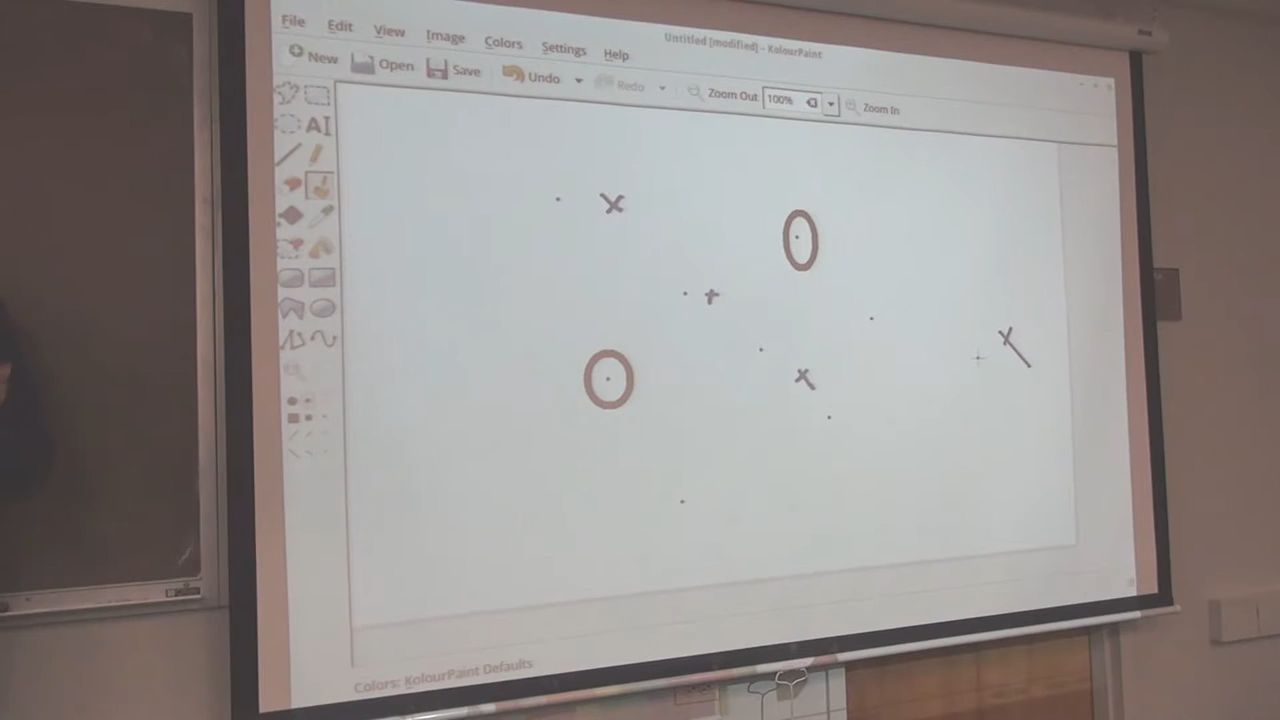 Untitled [modified] - KolourPaint
File Edit View Image Colors Settings Help
New Open Save Undo Redo Zoom Out 100% Zoom In
AI
Colors: KolourPaint Defaults